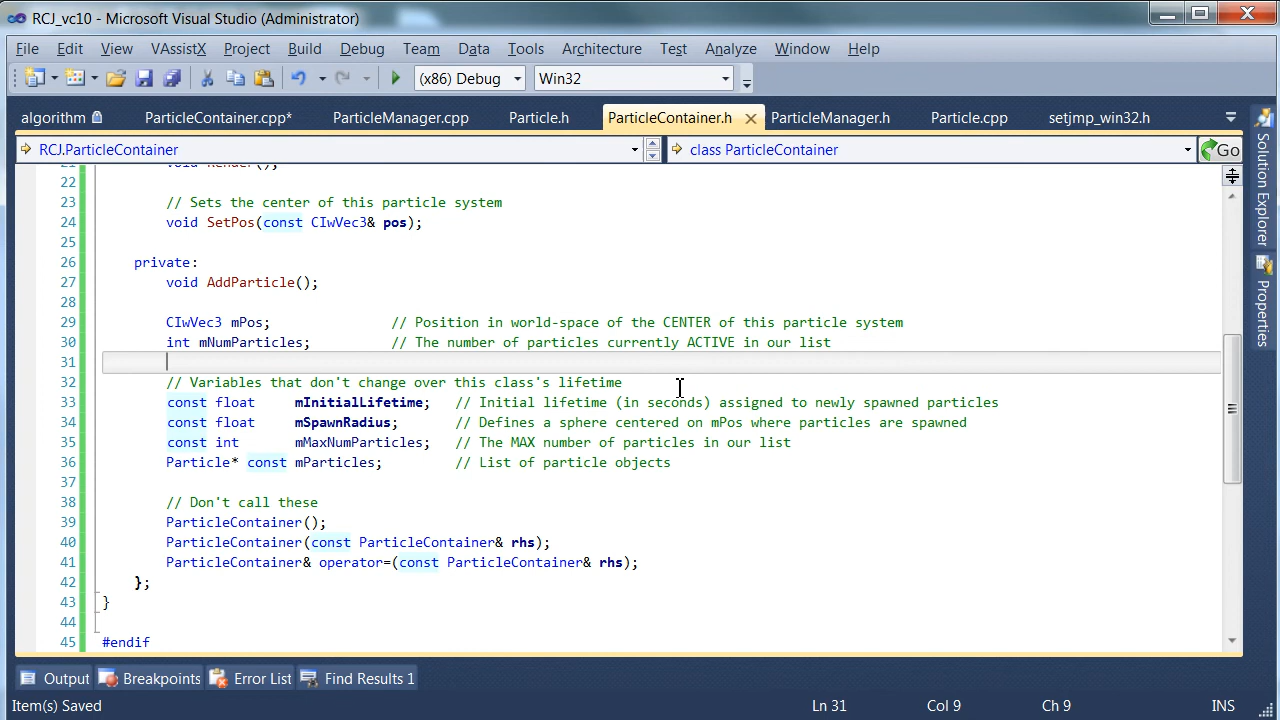 RCJ_vc10 - Microsoft Visual Studio (Administrator)
File Edit View VAssistX Project Build Debug Team Data Tools Architecture Test Analyze Window Help
(x86) Debug Win32
algorithm ParticleContainer.cpp* ParticleManager.cpp Particle.h ParticleContainer.h ParticleManager.h Particle.cpp setjmp_win32.h
RCJ.ParticleContainer class ParticleContainer Go
21 void Render();
22
23 // Sets the center of this particle system
24 void SetPos(const CIwVec3& pos);
25
26 private:
27 void AddParticle();
28
29 CIwVec3 mPos; // Position in world-space of the CENTER of this particle system
30 int mNumParticles; // The number of particles currently ACTIVE in our list
31
32 // Variables that don't change over this class's lifetime
33 const float mInitialLifetime; // Initial lifetime (in seconds) assigned to newly spawned particles
34 const float mSpawnRadius; // Defines a sphere centered on mPos where particles are spawned
35 const int mMaxNumParticles; // The MAX number of particles in our list
36 Particle* const mParticles; // List of particle objects
37
38 // Don't call these
39 ParticleContainer();
40 ParticleContainer(const ParticleContainer& rhs);
41 ParticleContainer& operator=(const ParticleContainer& rhs);
42 };
43 }
44
45 #endif
Solution Explorer
Properties
Output Breakpoints Error List Find Results 1
Item(s) Saved Ln 31 Col 9 Ch 9 INS